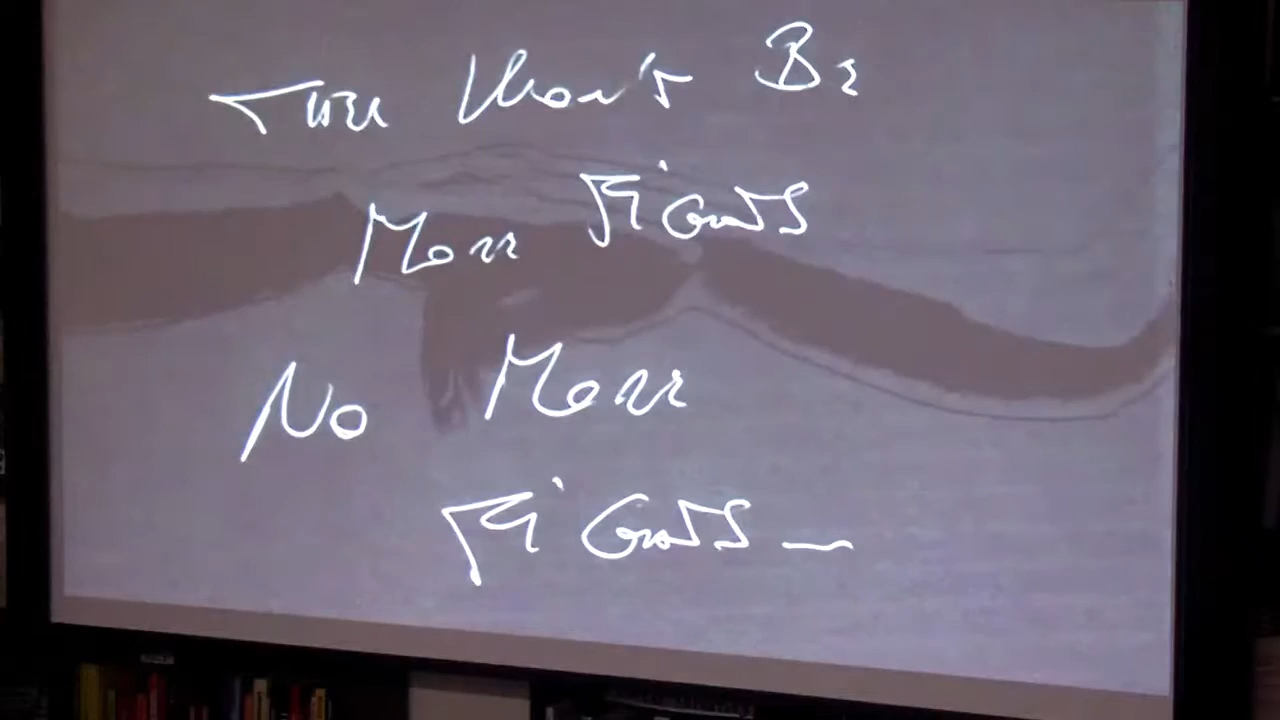 There Won't Be
More Fights
No More
Fights —